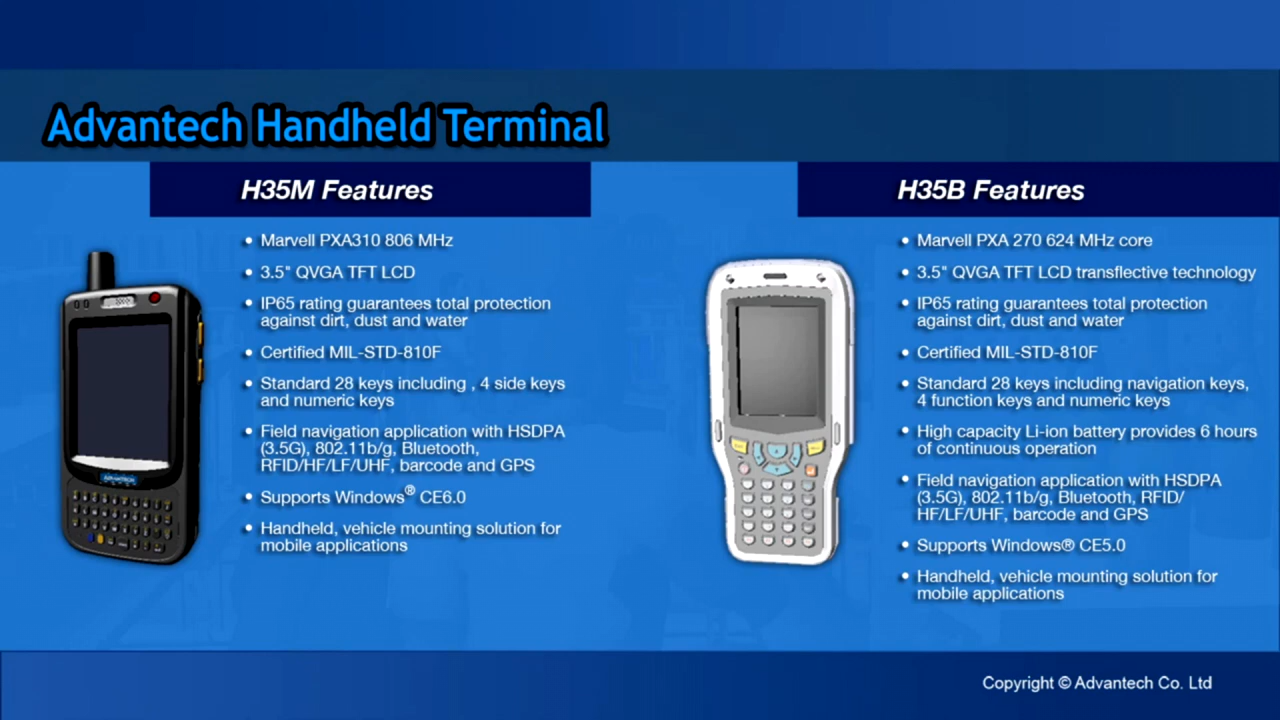 Advantech Handheld Terminal
H35M Features
• Marvell PXA310 806 MHz
• 3.5" QVGA TFT LCD
• IP65 rating guarantees total protection
against dirt, dust and water
• Certified MIL-STD-810F
• Standard 28 keys including , 4 side keys
and numeric keys
• Field navigation application with HSDPA
(3.5G), 802.11b/g, Bluetooth,
RFID/HF/LF/UHF, barcode and GPS
• Supports Windows® CE6.0
• Handheld, vehicle mounting solution for
mobile applications
ADVANTECH
H35B Features
• Marvell PXA 270 624 MHz core
• 3.5" QVGA TFT LCD transflective technology
• IP65 rating guarantees total protection
against dirt, dust and water
• Certified MIL-STD-810F
• Standard 28 keys including navigation keys,
4 function keys and numeric keys
• High capacity Li-ion battery provides 6 hours
of continuous operation
• Field navigation application with HSDPA
(3.5G), 802.11b/g, Bluetooth, RFID/
HF/LF/UHF, barcode and GPS
• Supports Windows® CE5.0
• Handheld, vehicle mounting solution for
mobile applications
Copyright © Advantech Co. Ltd